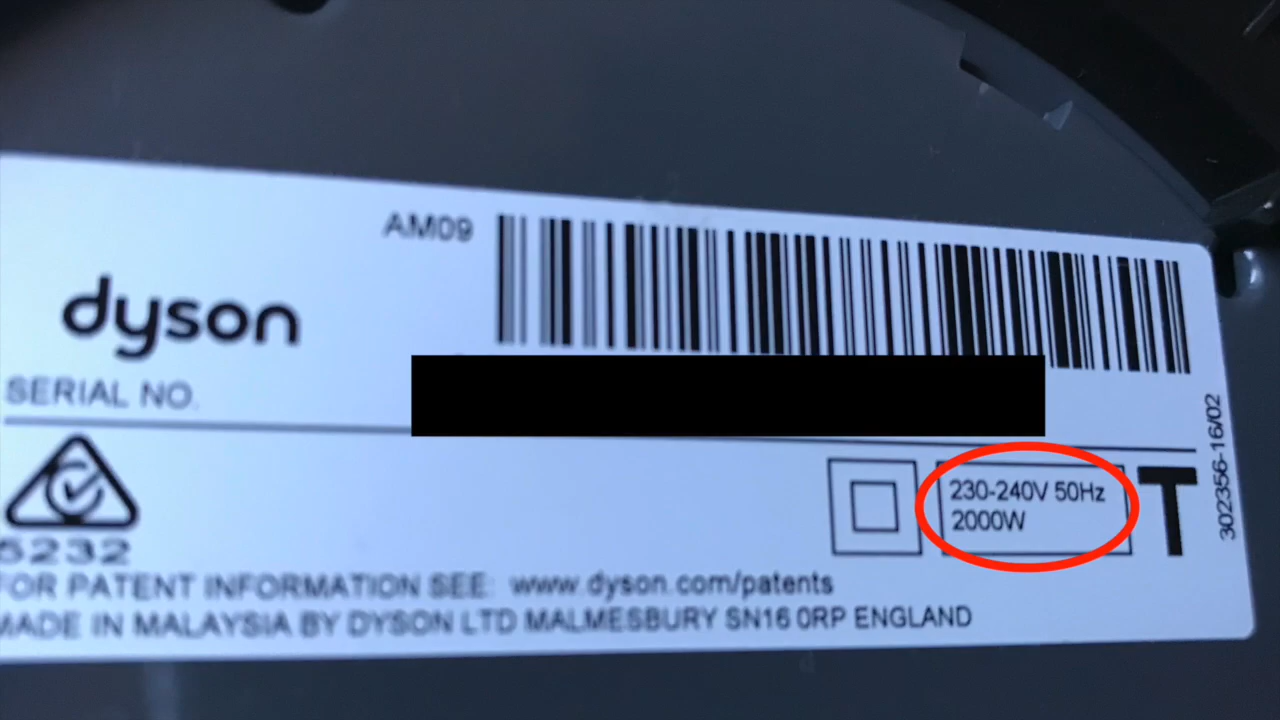 AM09
dyson
SERIAL NO.
230-240V 50Hz
2000W
T
302356-16/02
5232
FOR PATENT INFORMATION SEE: www.dyson.com/patents
MADE IN MALAYSIA BY DYSON LTD MALMESBURY SN16 0RP ENGLAND